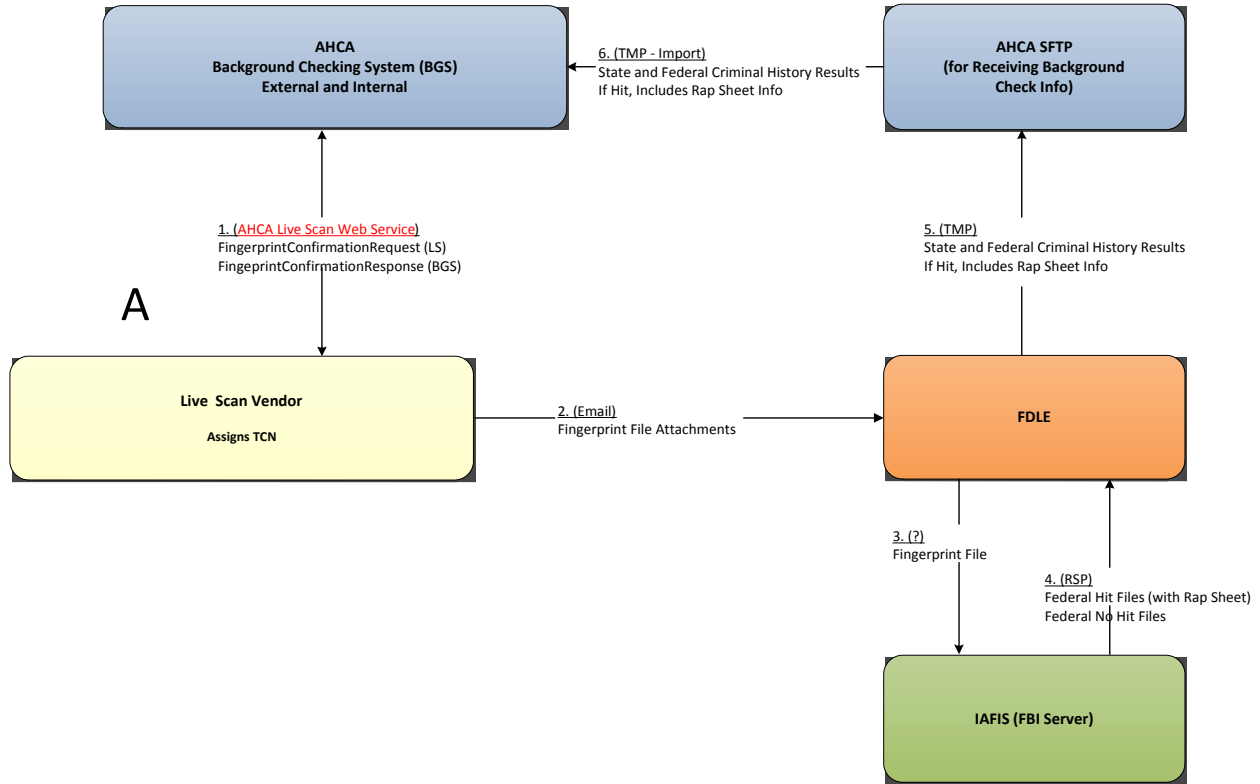 AHCA
Background Checking System (BGS)
External and Internal
6. (TMP - Import)
State and Federal Criminal History Results
If Hit, Includes Rap Sheet Info
AHCA SFTP
(for Receiving Background
Check Info)
1. (AHCA Live Scan Web Service)
FingerprintConfirmationRequest (LS)
FingeprintConfirmationResponse (BGS)
5. (TMP)
State and Federal Criminal History Results
If Hit, Includes Rap Sheet Info
A
Live Scan Vendor
Assigns TCN
2. (Email)
Fingerprint File Attachments
FDLE
3. (?)
Fingerprint File
4. (RSP)
Federal Hit Files (with Rap Sheet)
Federal No Hit Files
IAFIS (FBI Server)